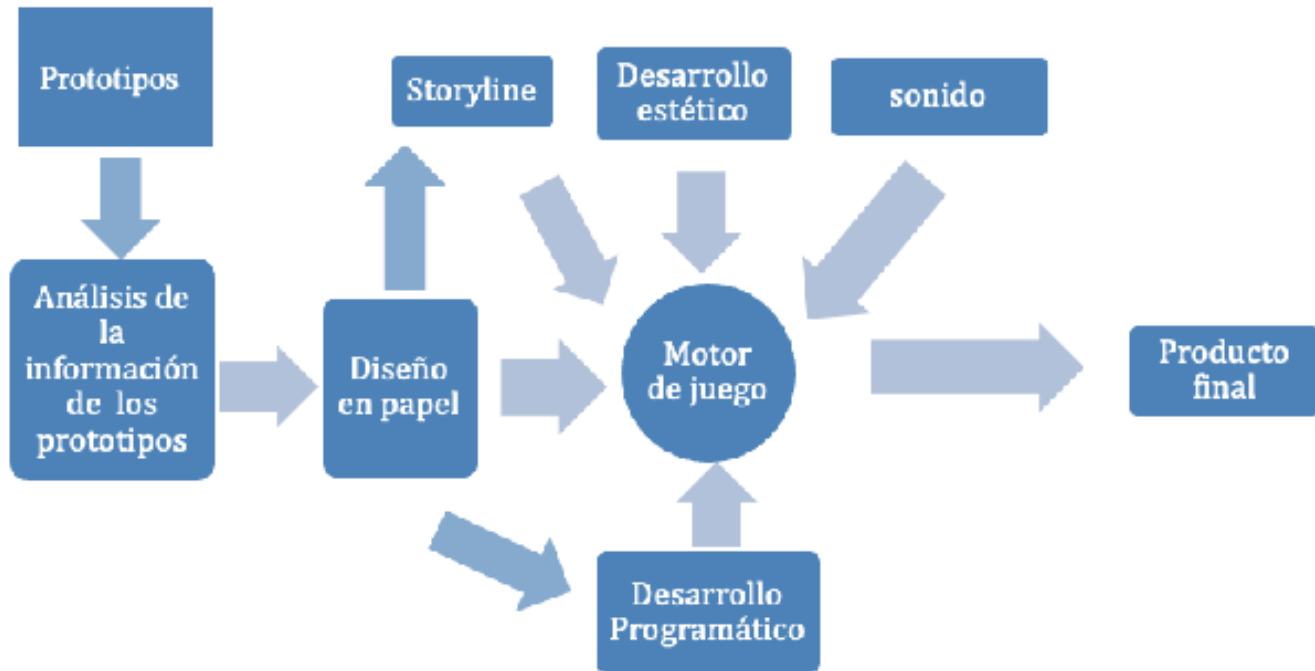 Prototipos
Storyline
Desarrollo
estético
sonido
Análisis de
la
información
de los
prototipos
Diseño
en papel
Motor
de juego
Producto
final
Desarrollo
Programático